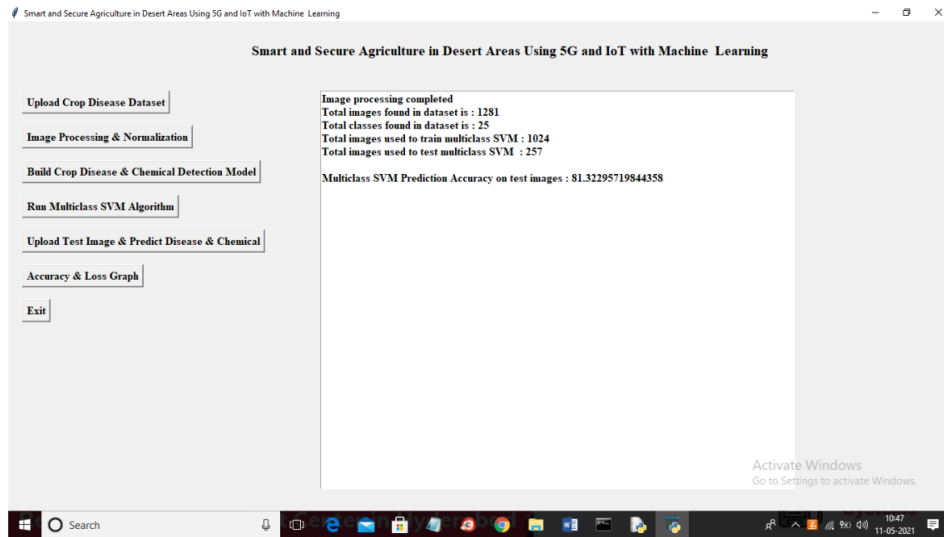 Smart and Secure Agriculture in Desert Areas Using 5G and IoT with Machine Learning
Smart and Secure Agriculture in Desert Areas Using 5G and IoT with Machine Learning
Upload Crop Disease Dataset
Image Processing & Normalization
Build Crop Disease & Chemical Detection Model
Run Multiclass SVM Algorithm
Upload Test Image & Predict Disease & Chemical
Accuracy & Loss Graph
Exit
Image processing completed
Total images found in dataset is : 1281
Total classes found in dataset is : 25
Total images used to train multiclass SVM : 1024
Total images used to test multiclass SVM : 257
Multiclass SVM Prediction Accuracy on test images : 81.32295719844358
Activate Windows
Go to Settings to activate Windows.
Search
10:47
11-05-2021